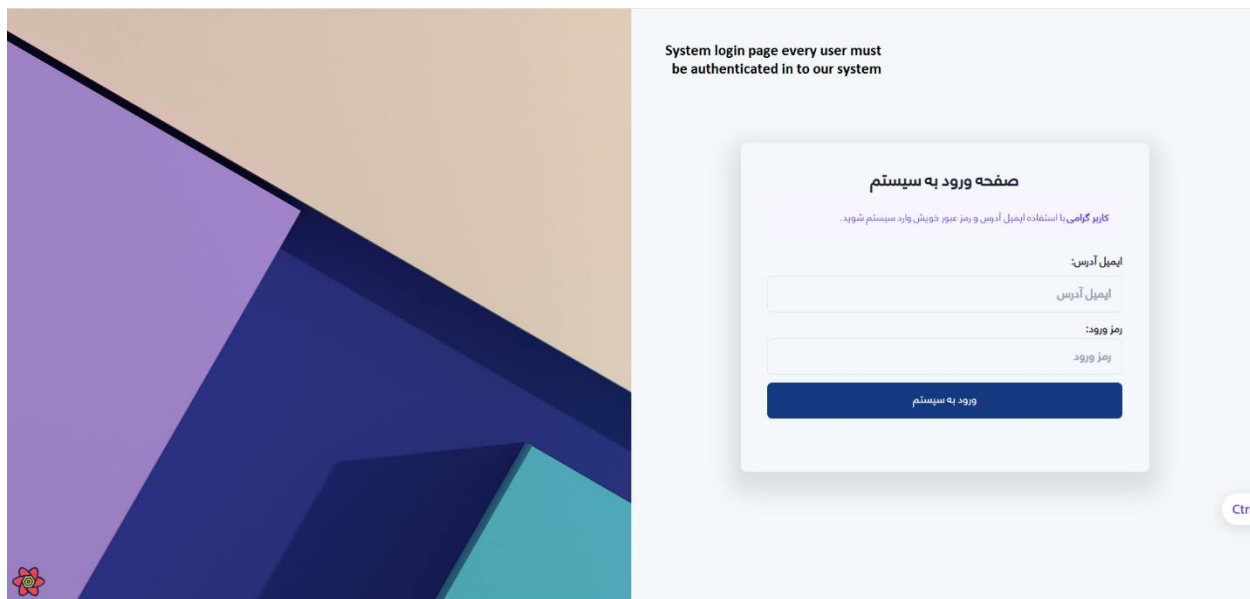 System login page every user must
be authenticated in to our system
صفحه ورود به سیستم
کاربر گرامی با استفاده ایمیل آدرس و رمز عبور خویش وارد سیستم شوید.
ایمیل آدرس:
ایمیل آدرس
رمز ورود:
رمز ورود
ورود به سیستم
Ctr